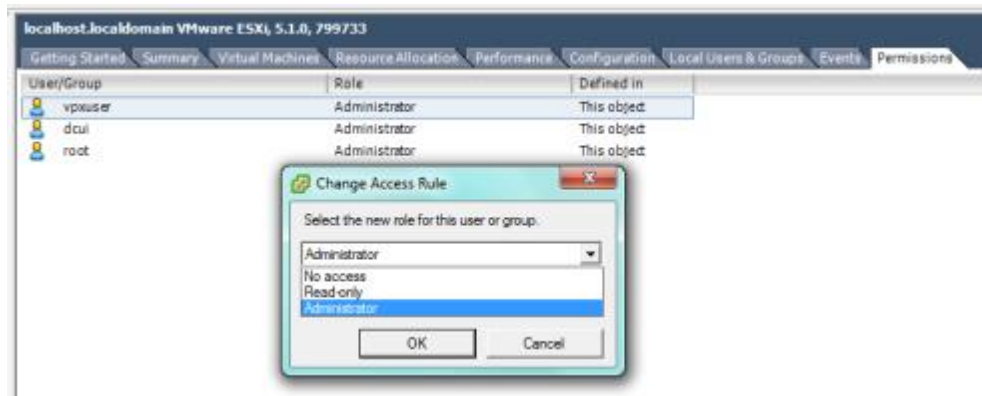 localhost.localdomain VMware ESXi, 5.1.0, 799733
Getting Started Summary Virtual Machines Resource Allocation Performance Configuration Local Users & Groups Events Permissions
User/Group Role Defined in
vpxuser Administrator This object
dcui Administrator This object
root Administrator This object
Change Access Rule
Select the new role for this user or group.
Administrator
No access
Read-only
Administrator
OK Cancel